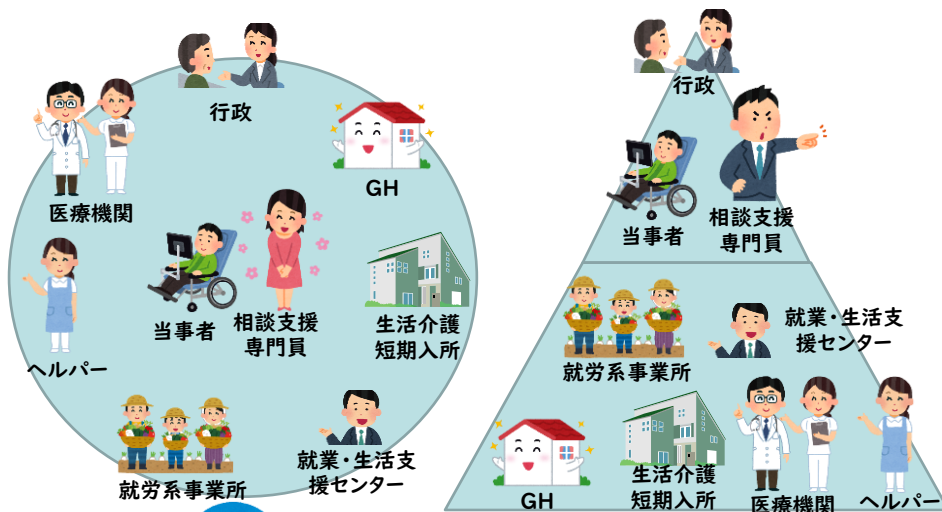 行政
GH
医療機関
当事者
相談支援
専門員
生活介護
短期入所
ヘルパー
就労系事業所
就業・生活支
援センター
行政
当事者
相談支援
専門員
就労系事業所
就業・生活支
援センター
GH
生活介護
短期入所
医療機関
ヘルパー